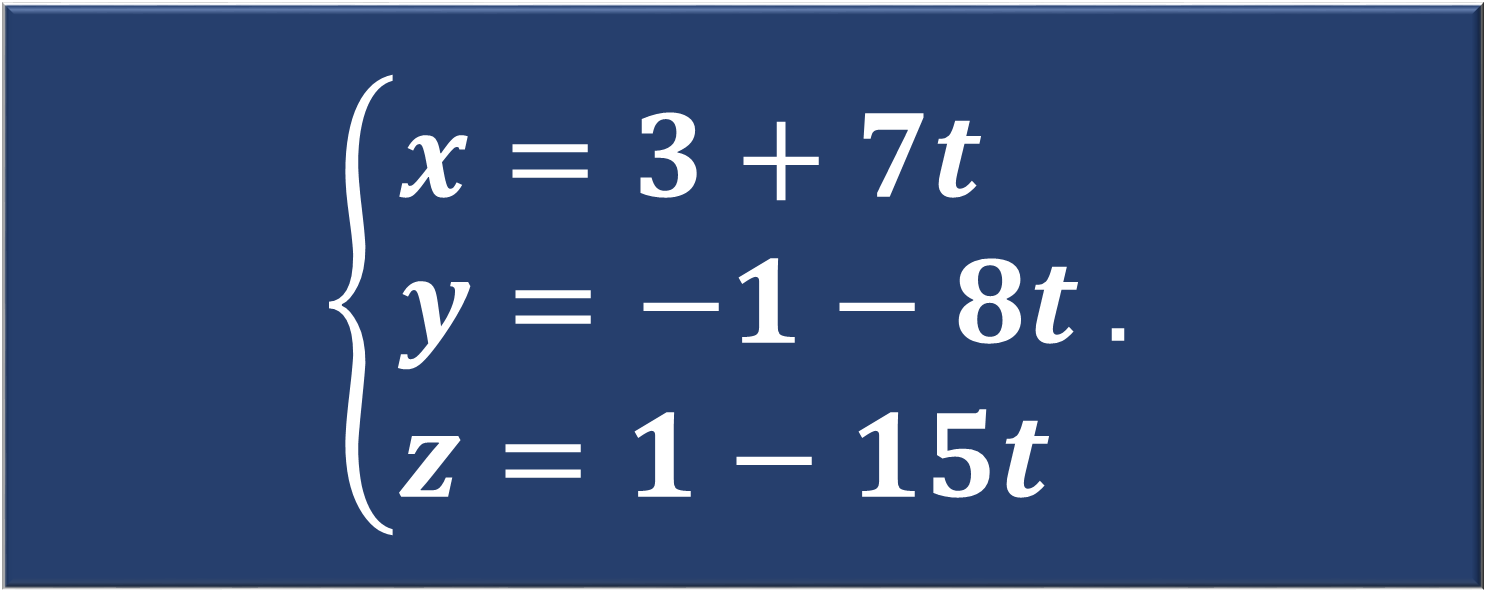 x = 3 + 7t
y = −1 − 8t .
z = 1 − 15t